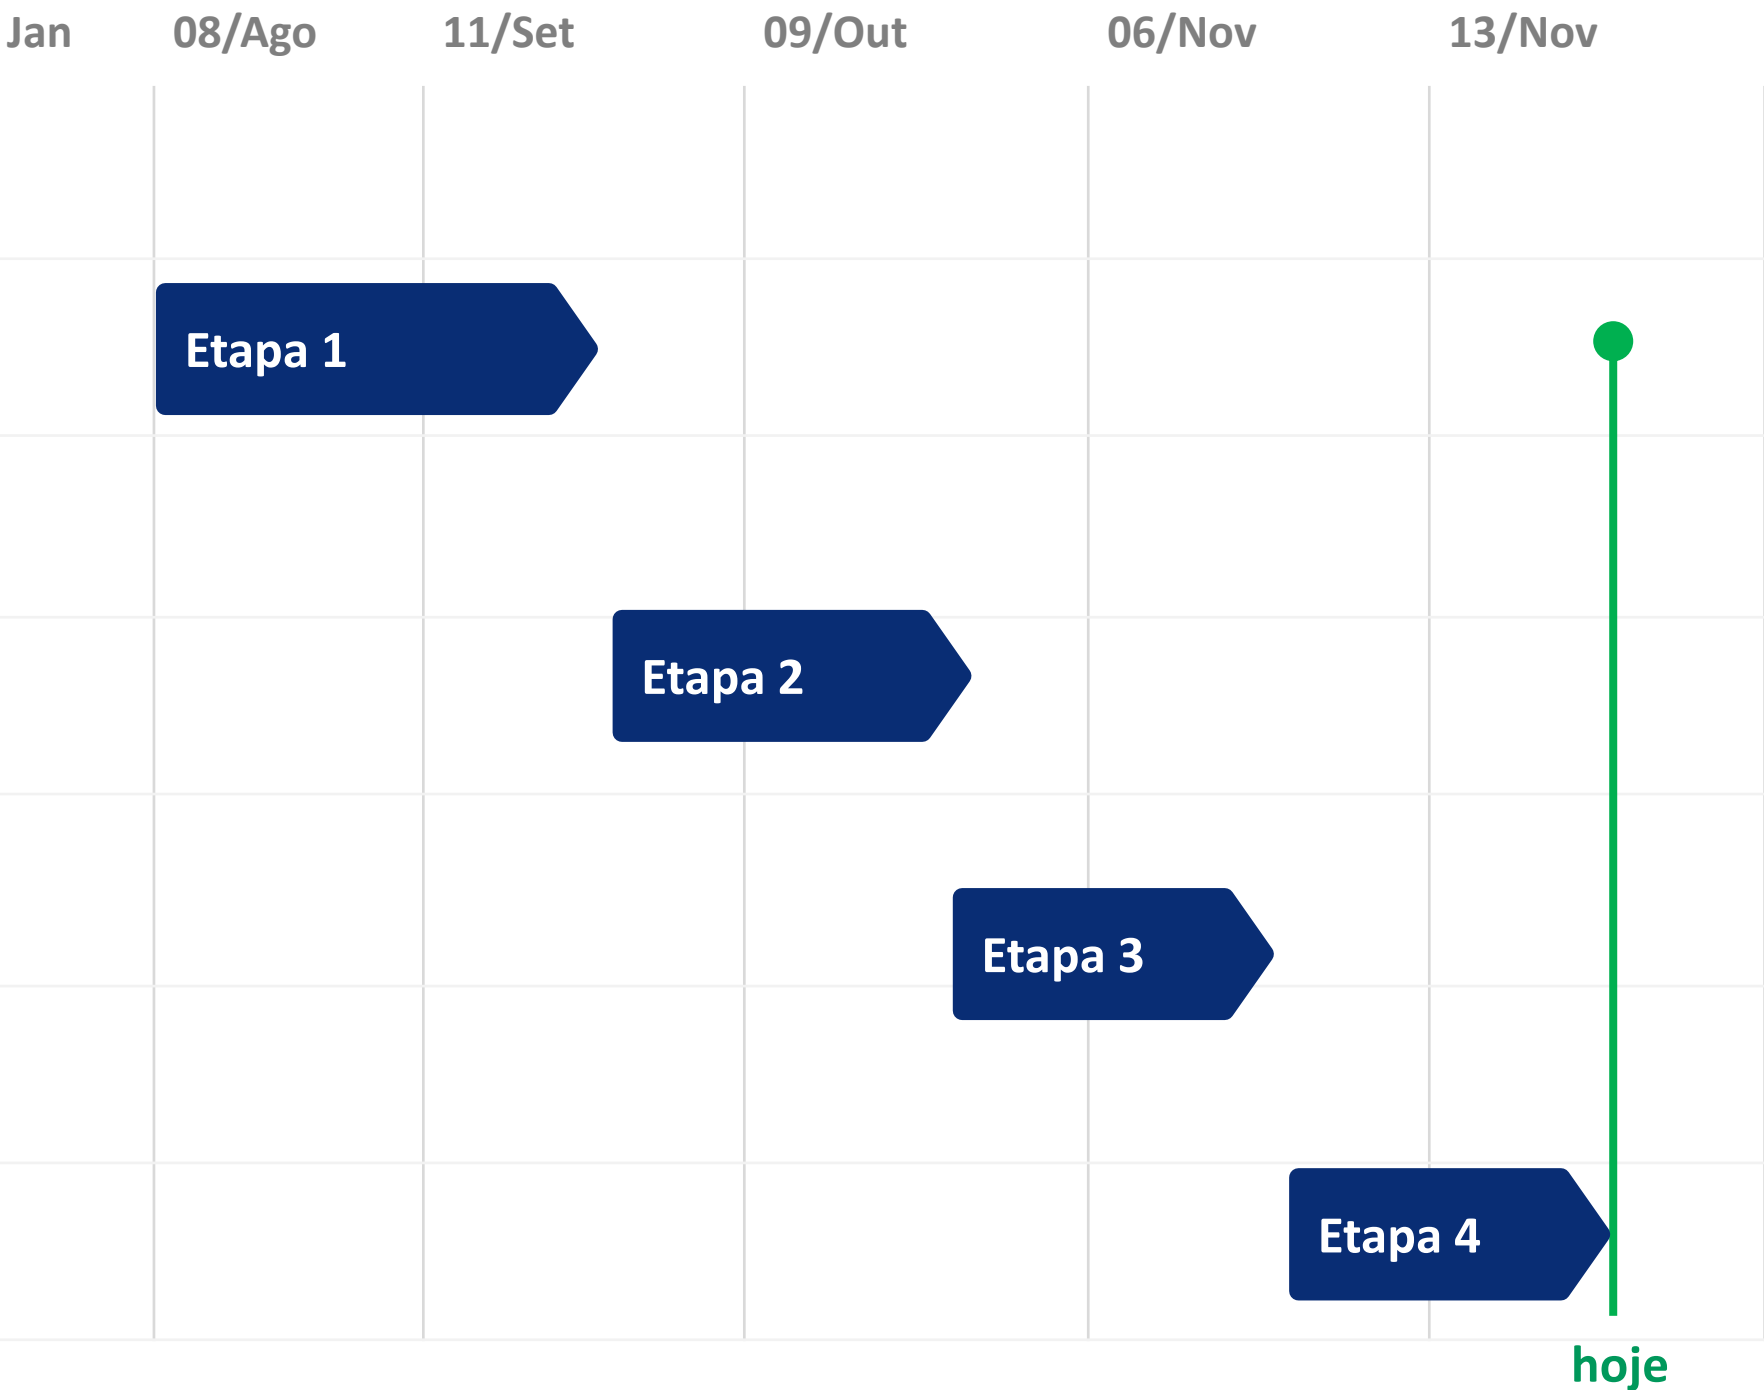 Jan 08/Ago 11/Set 09/Out 06/Nov 13/Nov
Etapa 1
Etapa 2
Etapa 3
Etapa 4
hoje